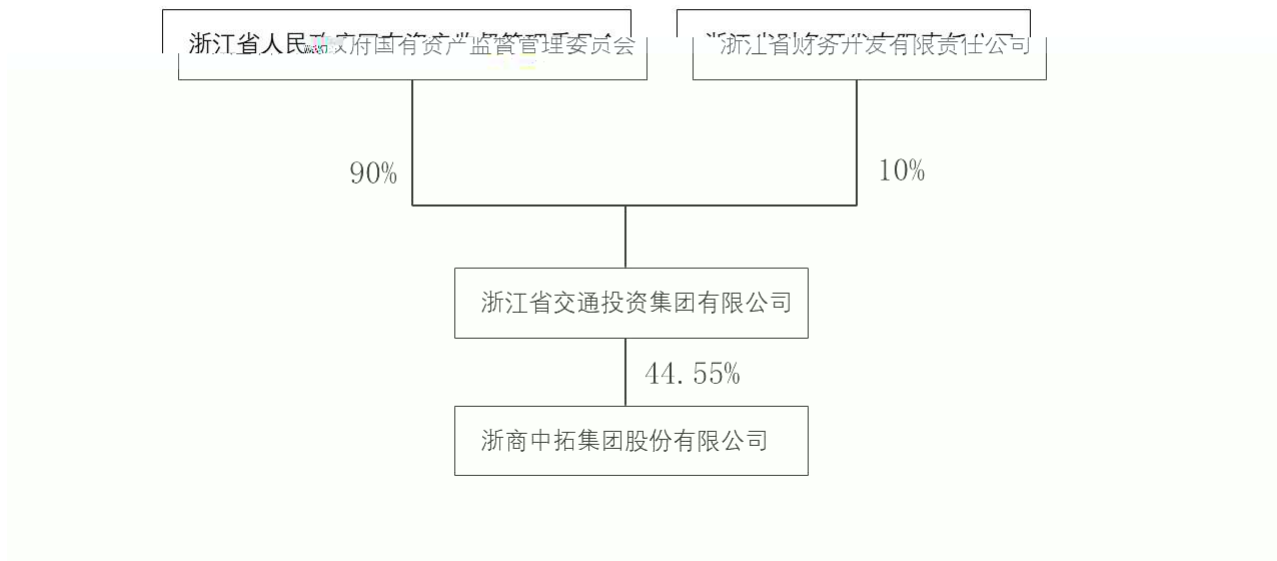 浙江省人民政府国有资产监督管理委员会
浙江省财务开发有限责任公司
90%
10%
浙江省交通投资集团有限公司
44.55%
浙商中拓集团股份有限公司